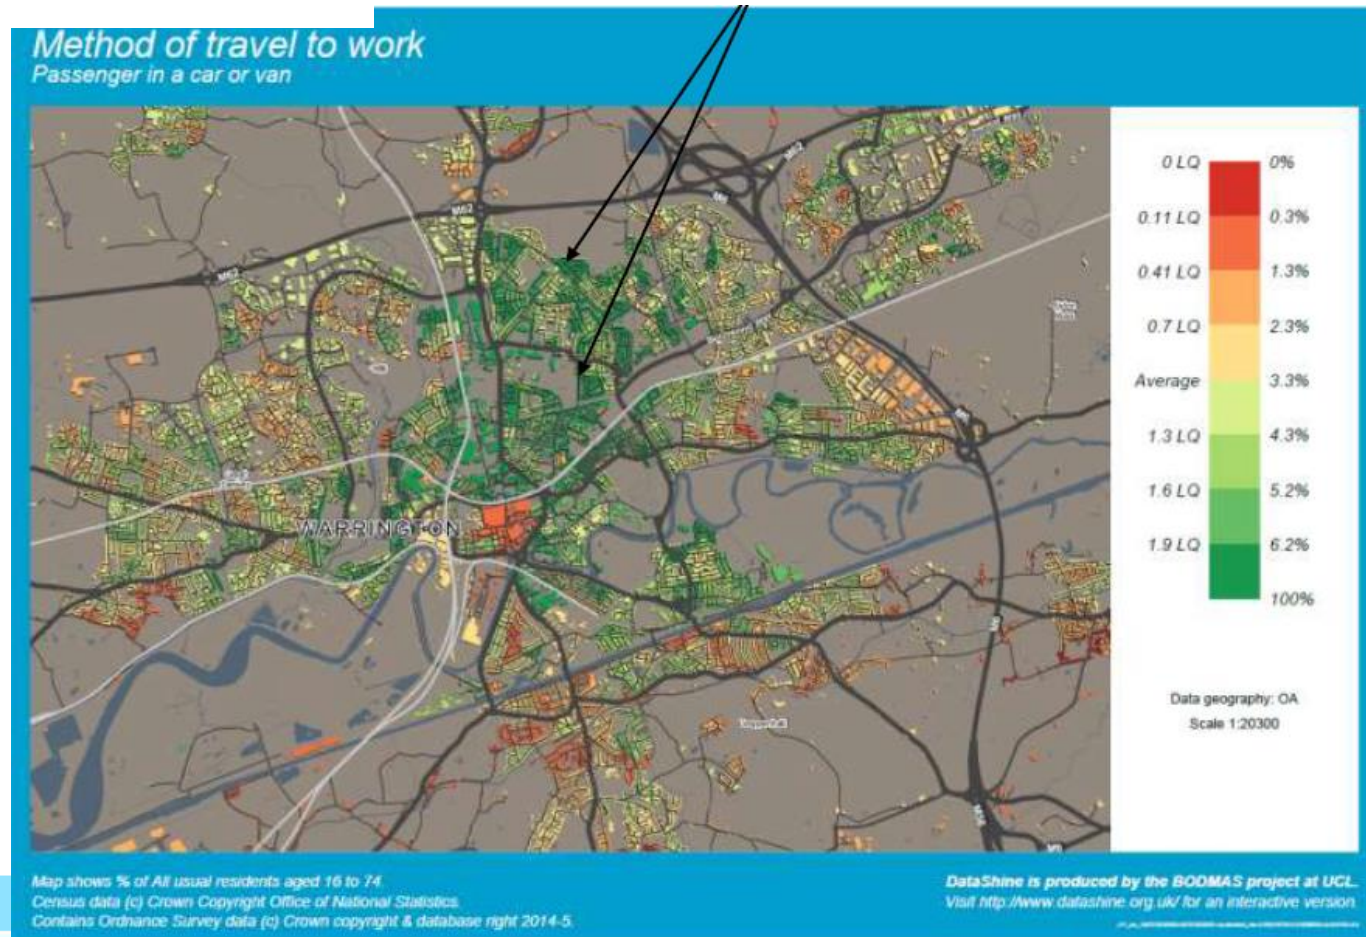 Method of travel to work
Passenger in a car or van
M62
M62
M62
M6
WARRINGTON
M6
M6
M56
0 LQ 0%
0.11 LQ 0.3%
0.41 LQ 1.3%
0.7 LQ 2.3%
Average 3.3%
1.3 LQ 4.3%
1.6 LQ 5.2%
1.9 LQ 6.2%
100%
Data geography: OA
Scale 1:20300
Map shows % of All usual residents aged 16 to 74.
Census data (c) Crown Copyright Office of National Statistics.
Contains Ordnance Survey data (c) Crown copyright & database right 2014-5.
DataShine is produced by the BODMAS project at UCL.
Visit http://www.datashine.org.uk/ for an interactive version.